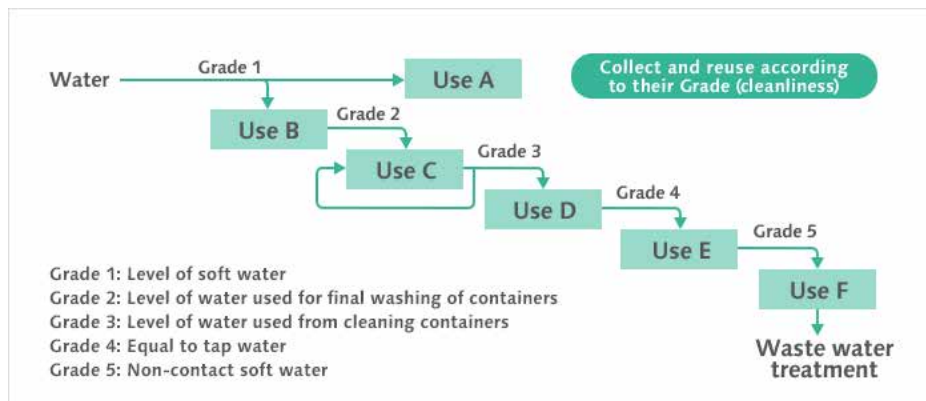 Grade 1
Water
Use A
Collect and reuse according
to their Grade (cleanliness)
Use B
Grade 2
Use C
Grade 3
Use D
Grade 4
Use E
Grade 5
Use F
Waste water
treatment
Grade 1: Level of soft water
Grade 2: Level of water used for final washing of containers
Grade 3: Level of water used from cleaning containers
Grade 4: Equal to tap water
Grade 5: Non-contact soft water